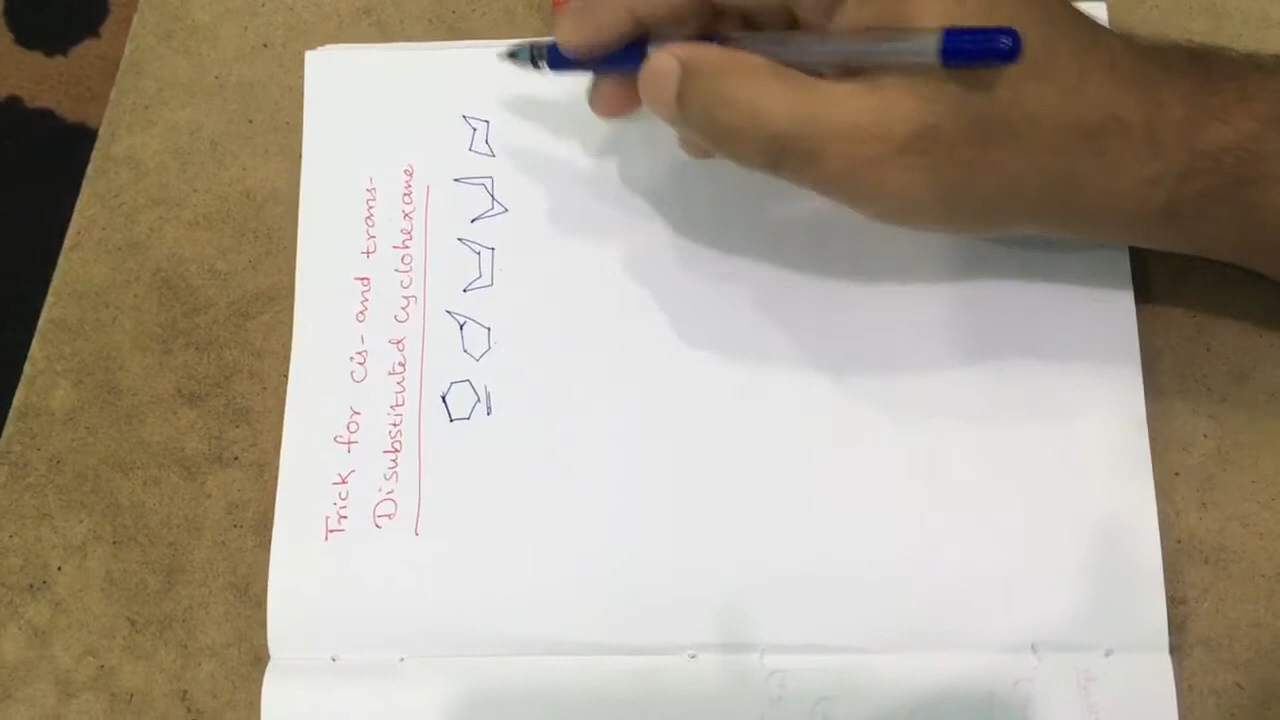 Trick for cis- and trans-
Disubstituted cyclohexane